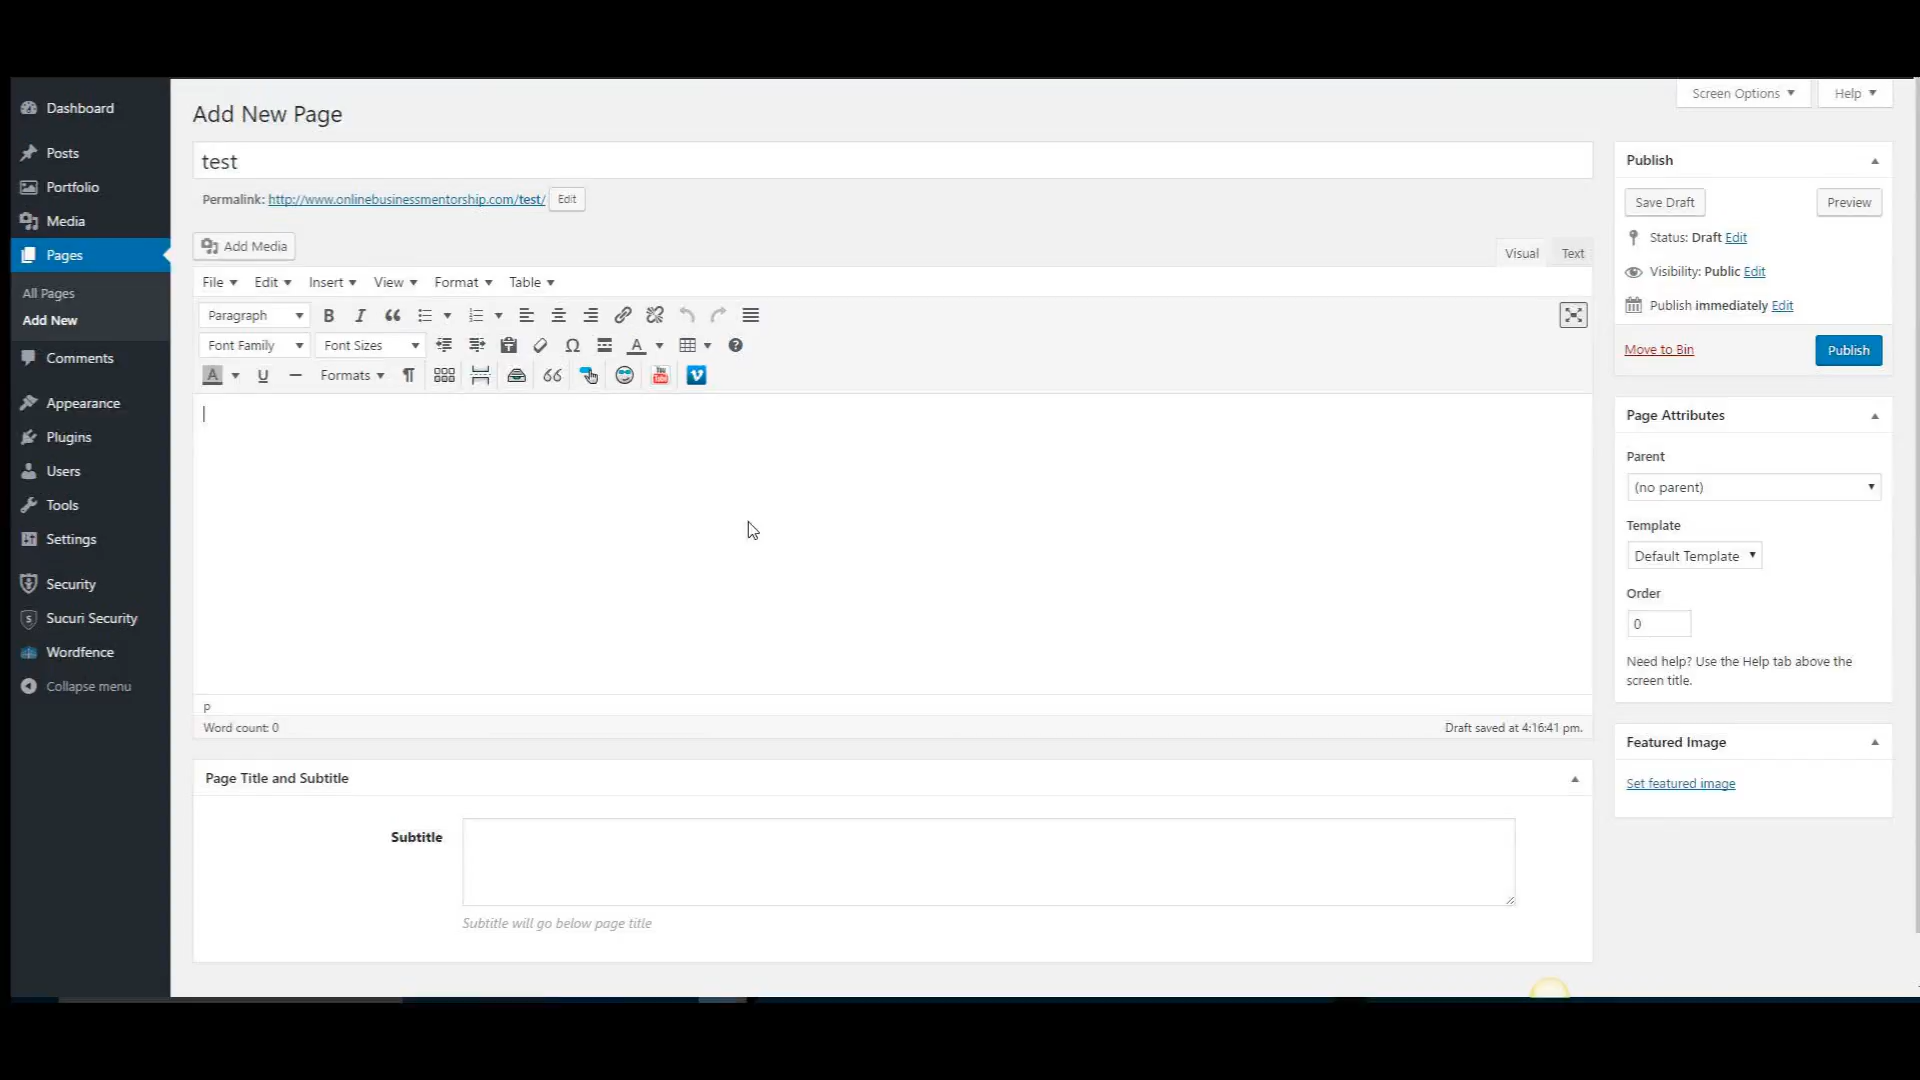 Dashboard
Posts
Portfolio
Media
Pages
All Pages
Add New
Comments
Appearance
Plugins
Users
Tools
Settings
Security
Sucuri Security
Wordfence
Collapse menu
Screen Options
Help
Add New Page
test
Permalink: http://www.onlinebusinessmentorship.com/test/ Edit
Add Media
Visual Text
File Edit Insert View Format Table
Paragraph B I
Font Family Font Sizes A
A U Formats
p
Word count: 0
Draft saved at 4:16:41 pm.
Page Title and Subtitle
Subtitle
Subtitle will go below page title
Publish
Save Draft Preview
Status: Draft Edit
Visibility: Public Edit
Publish immediately Edit
Move to Bin Publish
Page Attributes
Parent
(no parent)
Template
Default Template
Order
0
Need help? Use the Help tab above the
screen title.
Featured Image
Set featured image